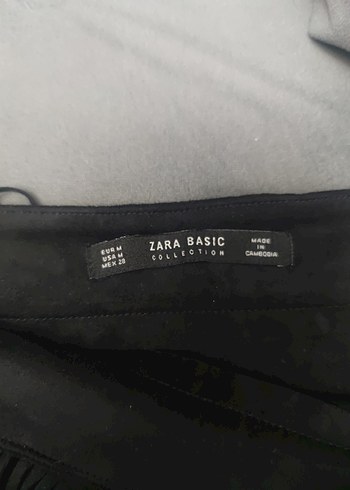 EUR M
USA M
MEX 28
ZARA BASIC
COLLECTION
MADE
IN
CAMBODIA